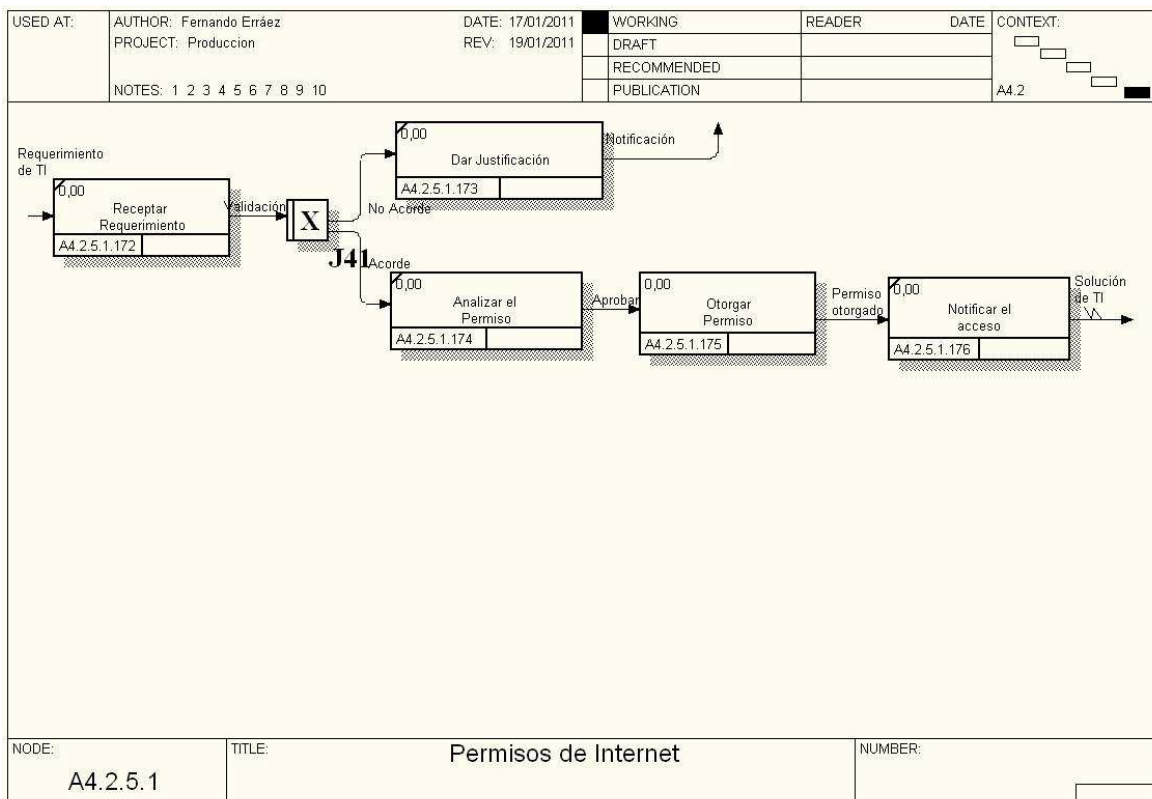 USED AT:
AUTHOR: Fernando Erráez
DATE: 17/01/2011
PROJECT: Produccion
REV: 19/01/2011
NOTES: 1 2 3 4 5 6 7 8 9 10
WORKING
DRAFT
RECOMMENDED
PUBLICATION
READER
DATE
CONTEXT:
A4.2
Requerimiento
de TI
0,00
Receptar
Requerimiento
A4.2.5.1.172
Validación
X
J41
No Acorde
0,00
Dar Justificación
A4.2.5.1.173
Notificación
Acorde
0,00
Analizar el
Permiso
A4.2.5.1.174
Aprobar
0,00
Otorgar
Permiso
A4.2.5.1.175
Permiso
otorgado
0,00
Notificar el
acceso
A4.2.5.1.176
Solución
de TI
NODE:
A4.2.5.1
TITLE:
Permisos de Internet
NUMBER: